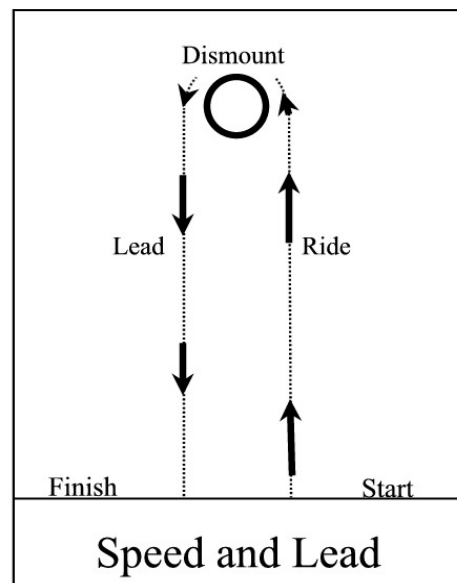 Dismount
Lead
Ride
Finish
Start
Speed and Lead